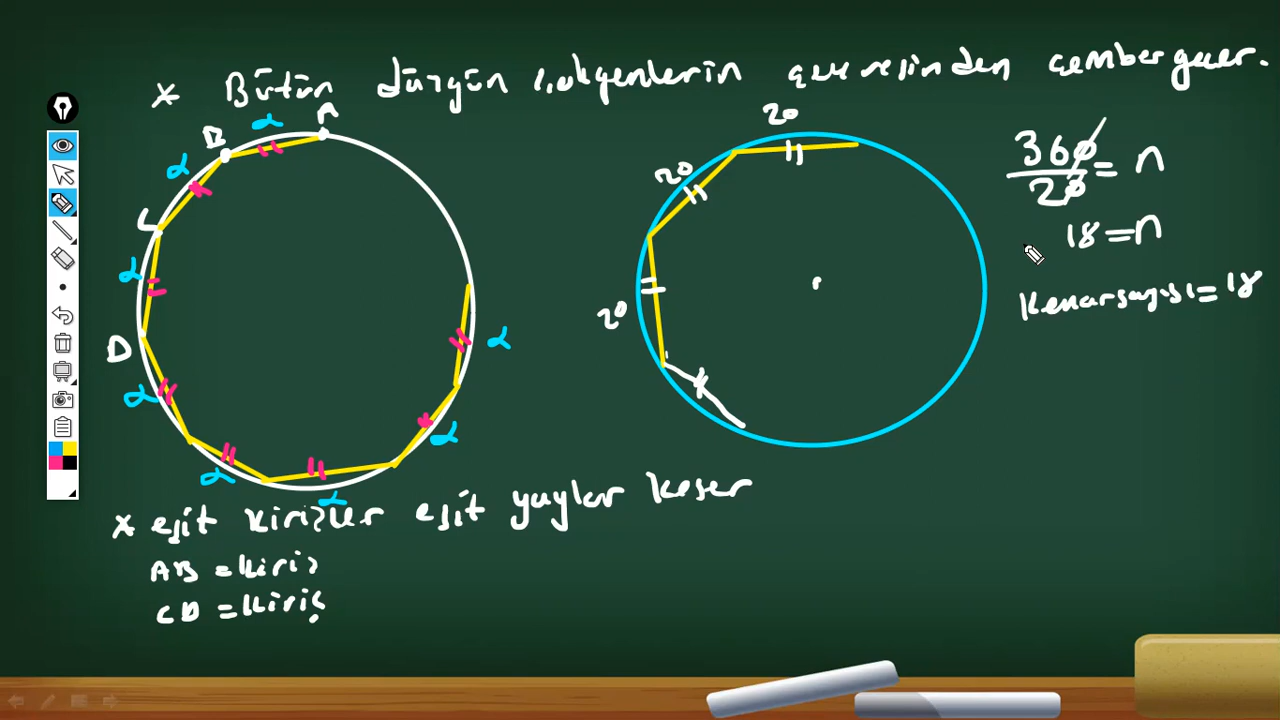 * Bütün düzgün çokgenlerin çevresinden çember geçer.
A
B
C
D
α
α
α
α
α
α
α
α
20
20
20
360/20 = n
18 = n
Kenar sayısı = 18
* eşit kirişler eşit yaylar keser
AB = kiriş
CD = kiriş